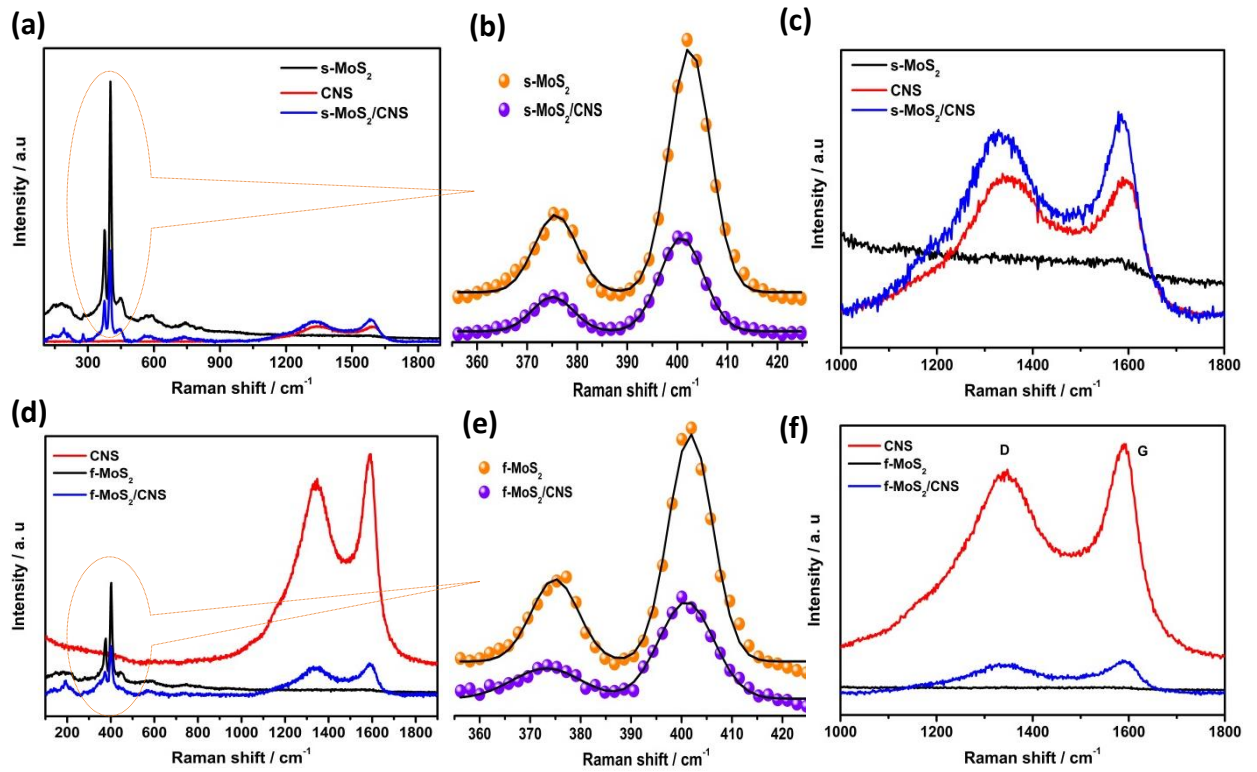 (a)
s-MoS₂
CNS
s-MoS₂/CNS
Intensity / a.u
300 600 900 1200 1500 1800
Raman shift / cm⁻¹
(b)
s-MoS₂
s-MoS₂/CNS
360 370 380 390 400 410 420
Raman shift / cm⁻¹
(c)
s-MoS₂
CNS
s-MoS₂/CNS
Intensity / a.u
1000 1200 1400 1600 1800
Raman shift / cm⁻¹
(d)
CNS
f-MoS₂
f-MoS₂/CNS
Intensity / a. u
200 400 600 800 1000 1200 1400 1600 1800
Raman shift / cm⁻¹
(e)
f-MoS₂
f-MoS₂/CNS
360 370 380 390 400 410 420
Raman shift / cm⁻¹
(f)
CNS
f-MoS₂
f-MoS₂/CNS
D
G
Intensity / a. u
1000 1200 1400 1600 1800
Raman shift / cm⁻¹